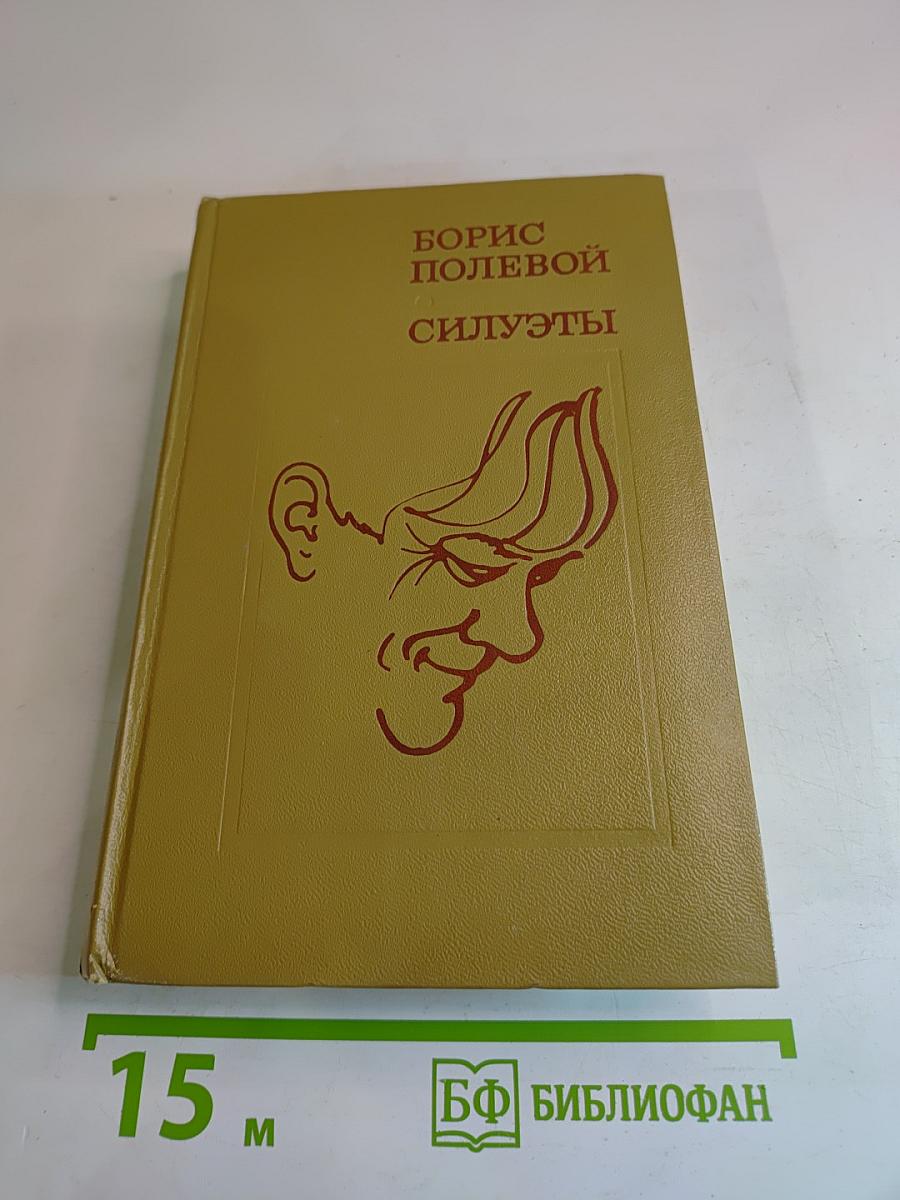 БОРИС
ПОЛЕВОЙ
СИЛУЭТЫ
15 м
БФ БИБЛИОФАН